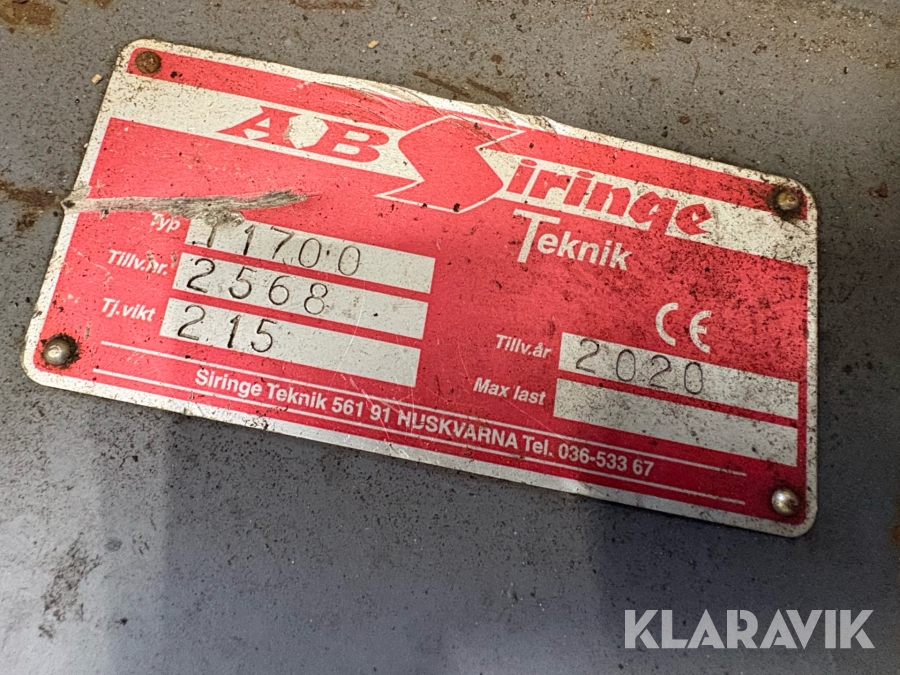 AB Siringe
Teknik
Typ T1700
Tillv.nr. 2568
Tj.vikt 215
CE
Tillv.år 2020
Max last
Siringe Teknik 561 91 HUSKVARNA Tel. 036-533 67
KLARAVIK